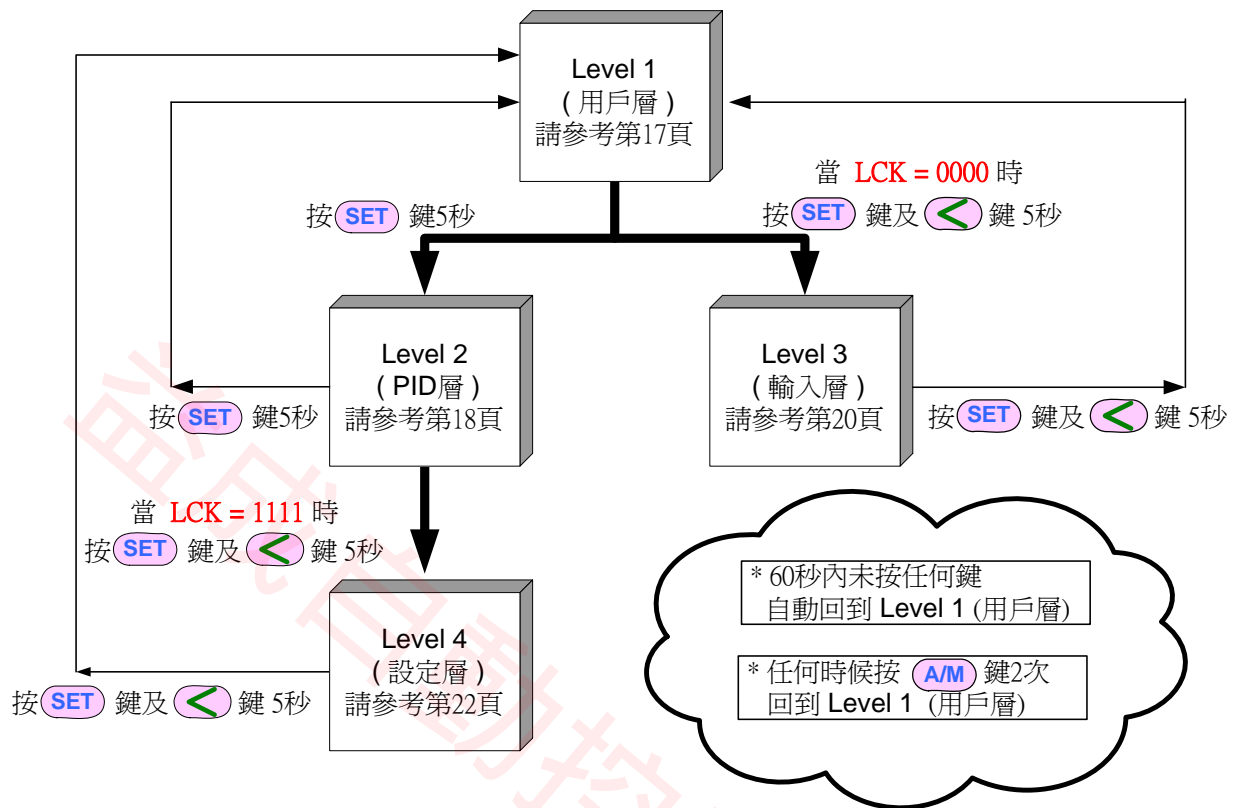 Level 1
( 用戶層 )
請參考第17頁
當 LCK = 0000 時
按 SET 鍵及 < 鍵 5秒
按 SET 鍵5秒
Level 2
( PID層 )
請參考第18頁
Level 3
( 輸入層 )
請參考第20頁
按 SET 鍵5秒
按 SET 鍵及 < 鍵 5秒
當 LCK = 1111 時
按 SET 鍵及 < 鍵 5秒
Level 4
( 設定層 )
請參考第22頁
按 SET 鍵及 < 鍵 5秒
* 60秒內未按任何鍵
自動回到 Level 1 (用戶層)
* 任何時候按 A/M 鍵2次
回到 Level 1 (用戶層)
益成自動控